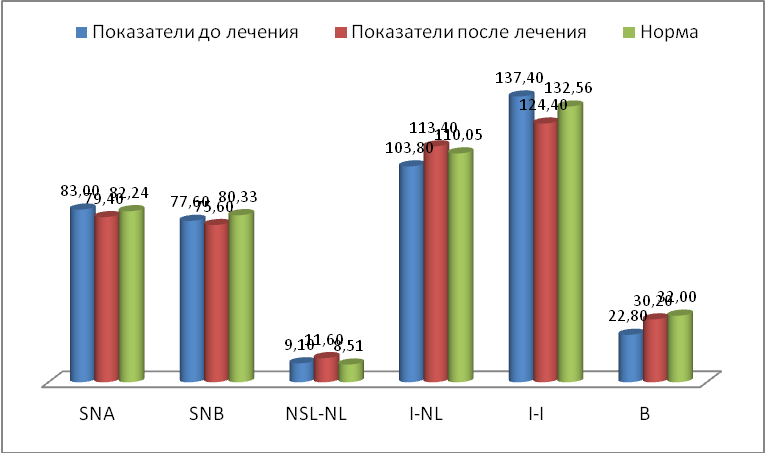 Показатели до лечения Показатели после лечения Норма
137,40 132,56
124,40
113,40 110,05
103,80
83,00 79,40 82,24 77,60 75,60 80,33
9,10 11,60 8,51
22,80 30,20 32,00
SNA SNB NSL-NL I-NL I-I B